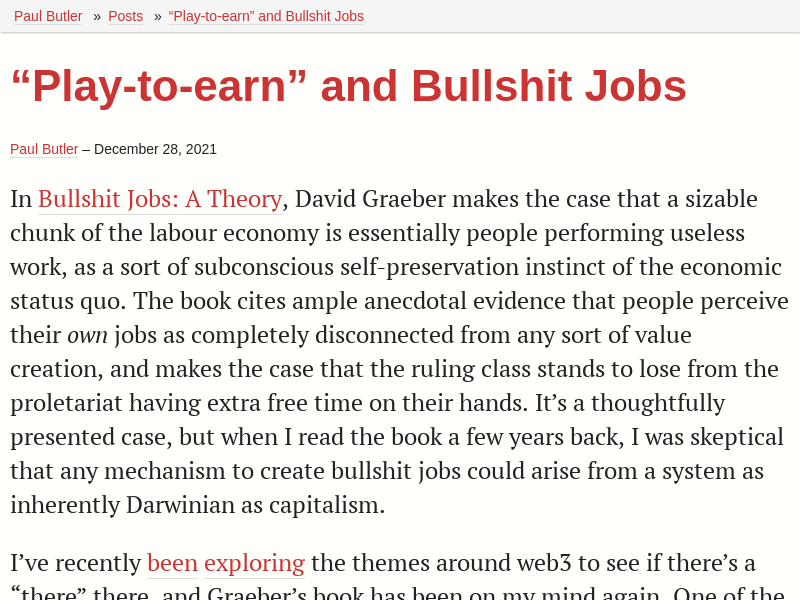 Paul Butler » Posts » “Play-to-earn” and Bullshit Jobs
“Play-to-earn” and Bullshit Jobs
Paul Butler – December 28, 2021
In Bullshit Jobs: A Theory, David Graeber makes the case that a sizable
chunk of the labour economy is essentially people performing useless
work, as a sort of subconscious self-preservation instinct of the economic
status quo. The book cites ample anecdotal evidence that people perceive
their own jobs as completely disconnected from any sort of value
creation, and makes the case that the ruling class stands to lose from the
proletariat having extra free time on their hands. It’s a thoughtfully
presented case, but when I read the book a few years back, I was skeptical
that any mechanism to create bullshit jobs could arise from a system as
inherently Darwinian as capitalism.
I’ve recently been exploring the themes around web3 to see if there’s a
“there” there, and Graeber’s book has been on my mind again. One of the